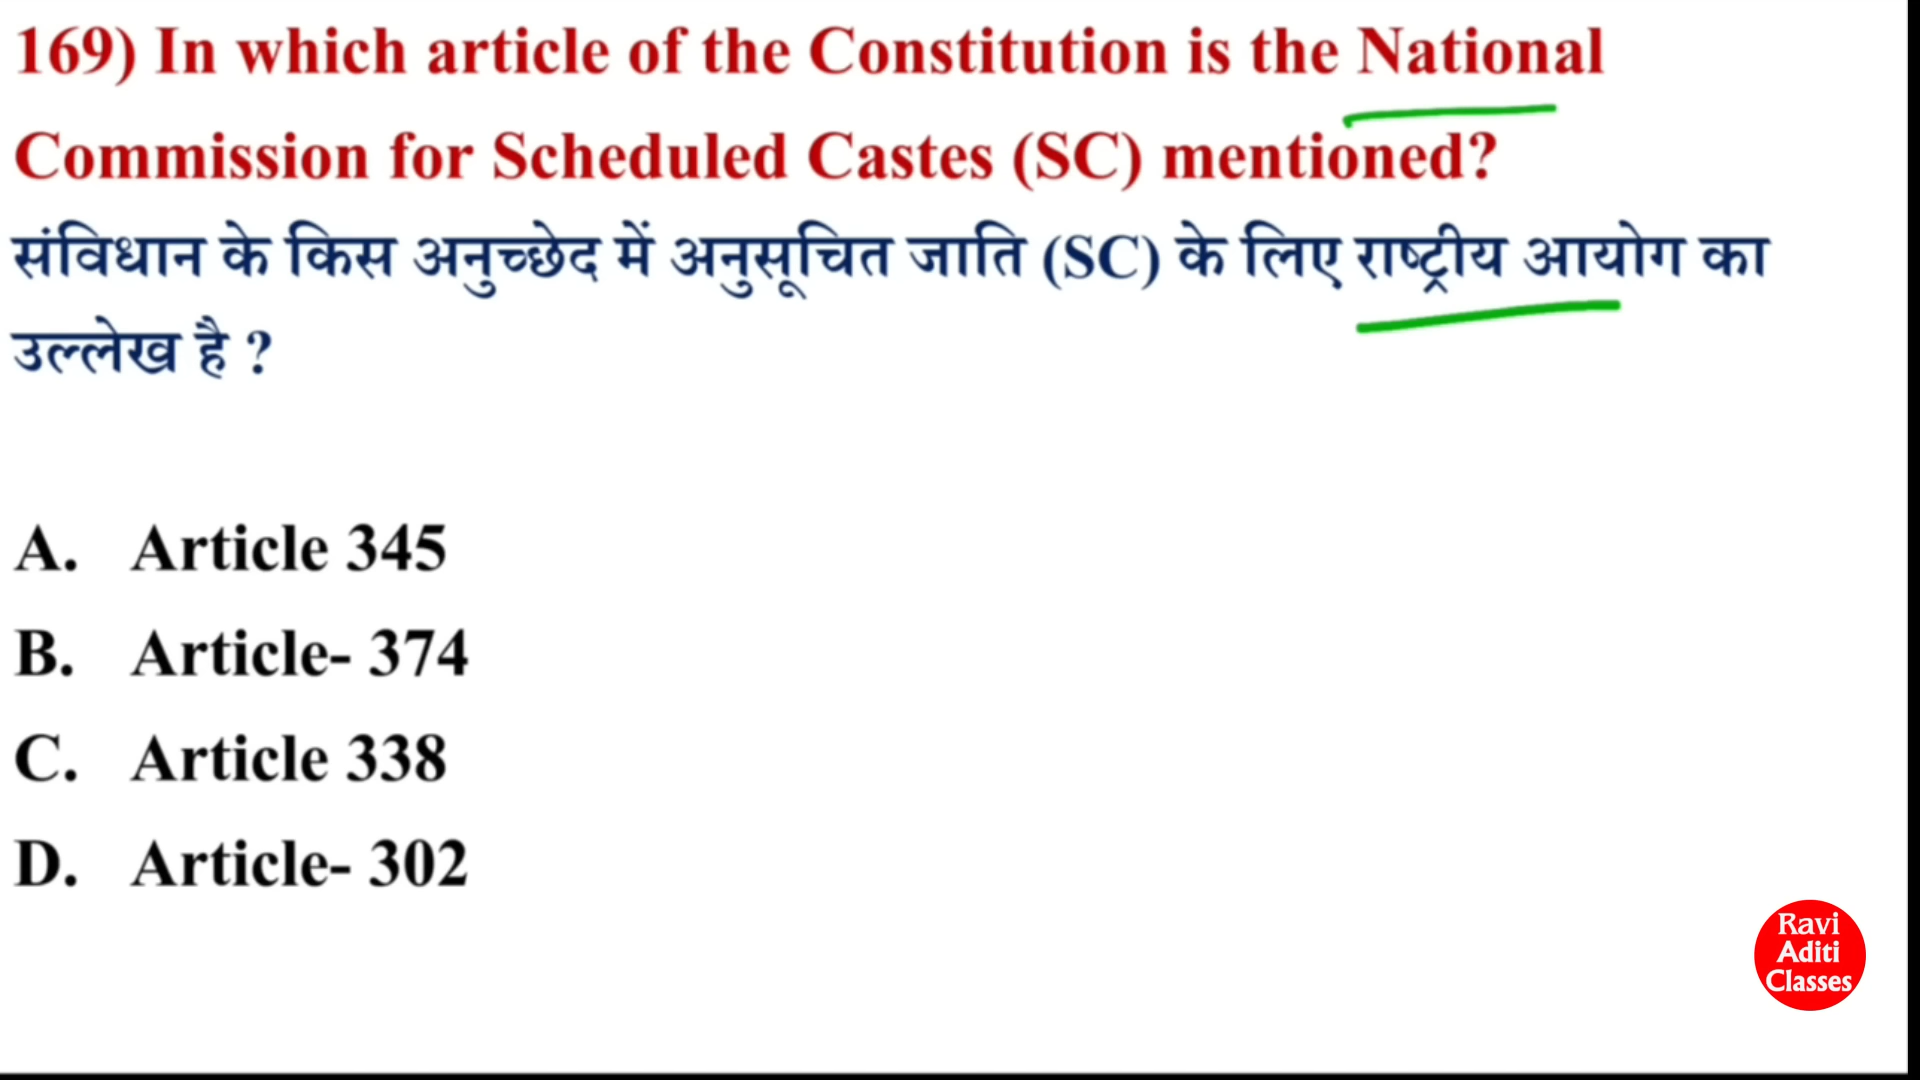 169) In which article of the Constitution is the National
Commission for Scheduled Castes (SC) mentioned?
संविधान के किस अनुच्छेद में अनुसूचित जाति (SC) के लिए राष्ट्रीय आयोग का
उल्लेख है ?
A. Article 345
B. Article- 374
C. Article 338
D. Article- 302
Ravi
Aditi
Classes